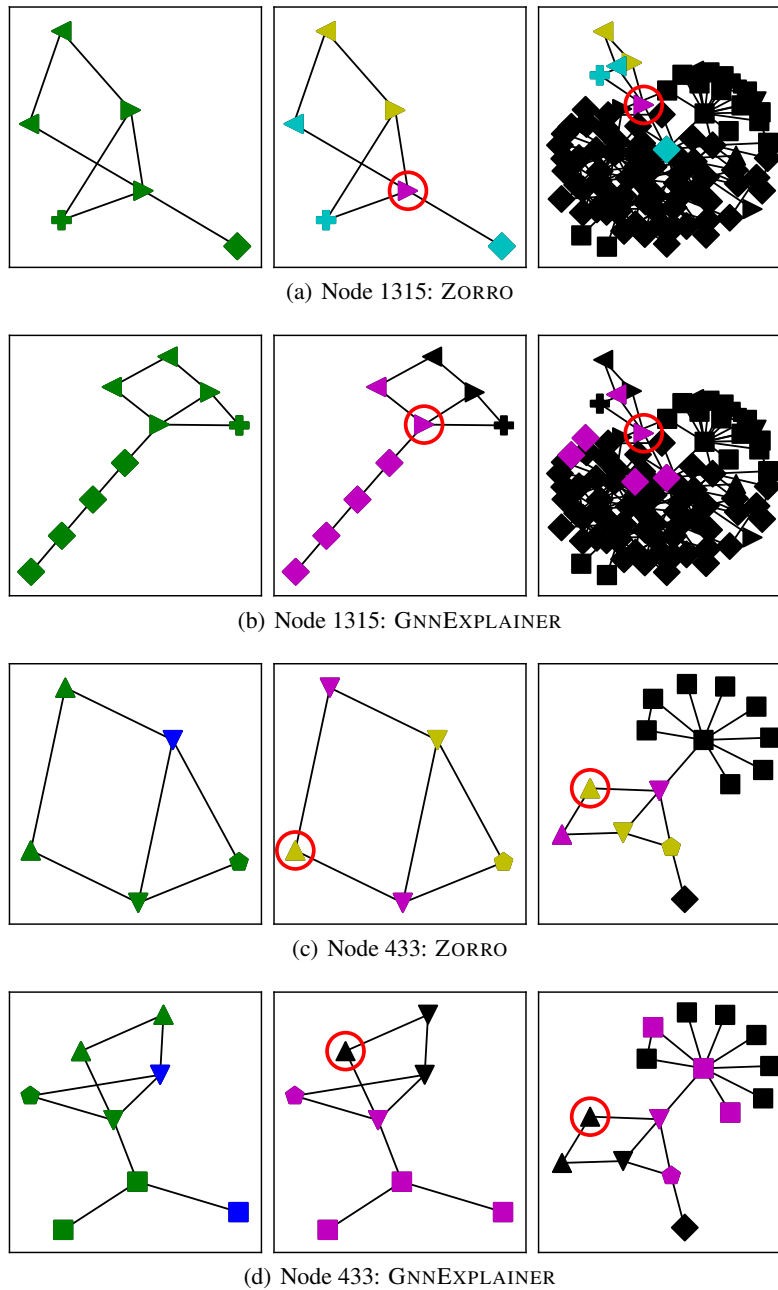 (a) Node 1315: ZORRO
(b) Node 1315: GNNEXPLAINER
(c) Node 433: ZORRO
(d) Node 433: GNNEXPLAINER